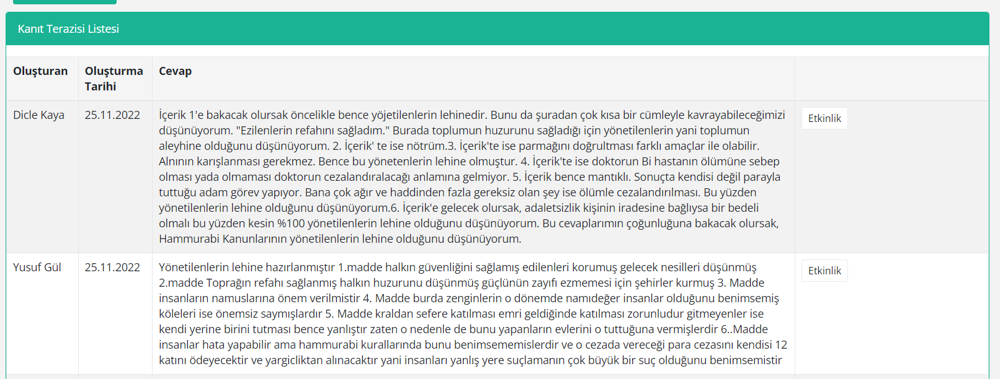 Kanıt Terazisi Listesi
Oluşturan
Oluşturma
Tarihi
Cevap
Dicle Kaya
25.11.2022
İçerik 1'e bakacak olursak öncelikle bence yöjetilenlerin lehinedir. Bunu da şuradan çok kısa bir cümleyle kavrayabileceğimizi
düşünüyorum. "Ezilenlerin refahını sağladım." Burada toplumun huzurunu sağladığı için yönetilenlerin yani toplumun
aleyhine olduğunu düşünüyorum. 2. İçerik' te ise nötrüm.3. İçerik'te ise parmağını doğrultması farklı amaçlar ile olabilir.
Alnının karışlanması gerekmez. Bence bu yönetenlerin lehine olmuştur. 4. İçerik'te ise doktorun Bi hastanın ölümüne sebep
olması yada olmaması doktorun cezalandıralacağı anlamına gelmiyor. 5. İçerik bence mantıklı. Sonuçta kendisi değil parayla
tuttuğu adam görev yapıyor. Bana çok ağır ve haddinden fazla gereksiz olan şey ise ölümle cezalandırılması. Bu yüzden
yönetilenlerin lehine olduğunu düşünüyorum.6. İçerik'e gelecek olursak, adaletsizlik kişinin iradesine bağlıysa bir bedeli
olmalı bu yüzden kesin %100 yönetilenlerin lehine olduğunu düşünüyorum. Bu cevaplarımın çoğunluğuna bakacak olursak,
Hammurabi Kanunlarının yönetilenlerin lehine olduğunu düşünüyorum.
Etkinlik
Yusuf Gül
25.11.2022
Yönetilenlerin lehine hazırlanmıştır 1.madde halkın güvenliğini sağlamış edilenleri korumuş gelecek nesilleri düşünmüş
2.madde Toprağın refahı sağlanmış halkın huzurunu düşünmüş güçlünün zayıfı ezmemesi için şehirler kurmuş 3. Madde
insanların namuslarına önem verilmistir 4. Madde burda zenginlerin o dönemde namıdeğer insanlar olduğunu benimsemiş
köleleri ise önemsiz saymışlardır 5. Madde kraldan sefere katılması emri geldiğinde katılması zorunludur gitmeyenler ise
kendi yerine birini tutması bence yanlıştır zaten o nedenle de bunu yapanların evlerini o tuttuğuna vermişlerdir 6..Madde
insanlar hata yapabilir ama hammurabi kurallarında bunu benimsememislerdir ve o cezada vereceği para cezasını kendisi 12
katını ödeyecektir ve yargicliktan alınacaktır yani insanları yanlış yere suçlamanın çok büyük bir suç olduğunu benimsemistir
Etkinlik